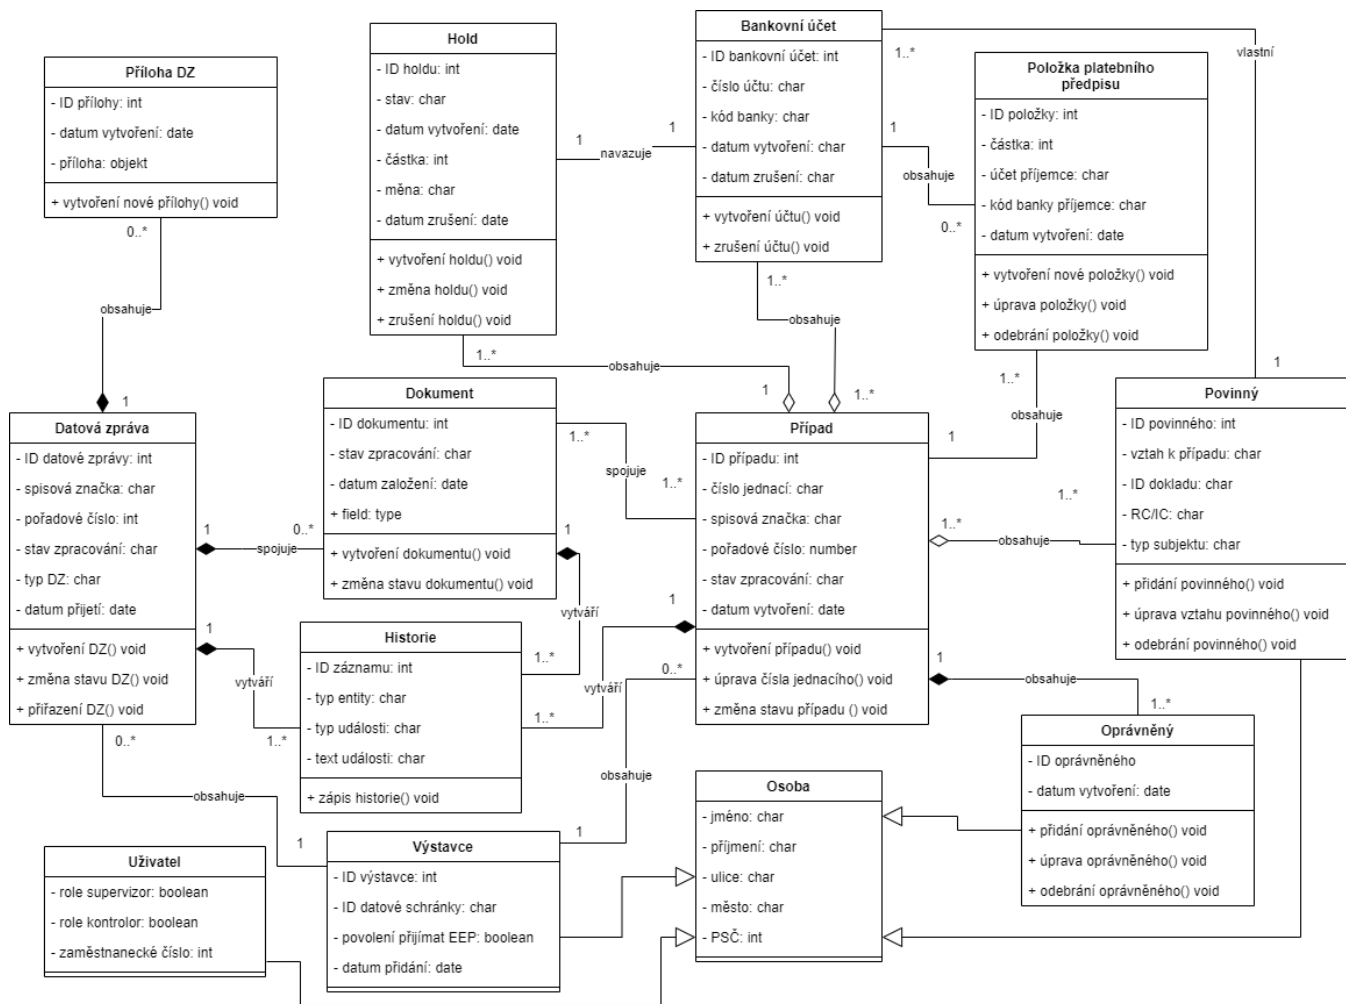 Příloha DZ
- ID přílohy: int
- datum vytvoření: date
- příloha: objekt
+ vytvoření nové přílohy() void
0..*
obsahuje
1
Hold
- ID holdu: int
- stav: char
- datum vytvoření: date
- částka: int
- měna: char
- datum zrušení: date
+ vytvoření holdu() void
+ změna holdu() void
+ zrušení holdu() void
1
navazuje
1
1..*
obsahuje
1
Bankovní účet
- ID bankovní účet: int
- číslo účtu: char
- kód banky: char
- datum vytvoření: char
- datum zrušení: char
+ vytvoření účtu() void
+ zrušení účtu() void
1..*
vlastní
1
1
obsahuje
0..*
1..*
obsahuje
1..*
Položka platebního
předpisu
- ID položky: int
- částka: int
- účet příjemce: char
- kód banky příjemce: char
- datum vytvoření: date
+ vytvoření nové položky() void
+ úprava položky() void
+ odebrání položky() void
1..*
obsahuje
1
Datová zpráva
- ID datové zprávy: int
- spisová značka: char
- pořadové číslo: int
- stav zpracování: char
- typ DZ: char
- datum přijetí: date
+ vytvoření DZ() void
+ změna stavu DZ() void
+ přiřazení DZ() void
1
spojuje
0..*
1
vytváří
1..*
0..*
obsahuje
1
Dokument
- ID dokumentu: int
- stav zpracování: char
- datum založení: date
+ field: type
+ vytvoření dokumentu() void
+ změna stavu dokumentu() void
1..*
spojuje
1..*
1
vytváří
1..*
Případ
- ID případu: int
- číslo jednací: char
- spisová značka: char
- pořadové číslo: number
- stav zpracování: char
- datum vytvoření: date
+ vytvoření případu() void
+ úprava čísla jednacího() void
+ změna stavu případu () void
1..*
obsahuje
1..*
1
vytváří
1..*
0..*
obsahuje
1
1
obsahuje
1..*
Povinný
- ID povinného: int
- vztah k případu: char
- ID dokladu: char
- RC/IC: char
- typ subjektu: char
+ přidání povinného() void
+ úprava vztahu povinného() void
+ odebrání povinného() void
Historie
- ID záznamu: int
- typ entity: char
- typ události: char
- text události: char
+ zápis historie() void
Oprávněný
- ID oprávněného
- datum vytvoření: date
+ přidání oprávněného() void
+ úprava oprávněného() void
+ odebrání oprávněného() void
Osoba
- jméno: char
- příjmení: char
- ulice: char
- město: char
- PSČ: int
Uživatel
- role supervizor: boolean
- role kontrolor: boolean
- zaměstnanecké číslo: int
Výstavce
- ID výstavce: int
- ID datové schránky: char
- povolení přijímat EEP: boolean
- datum přidání: date